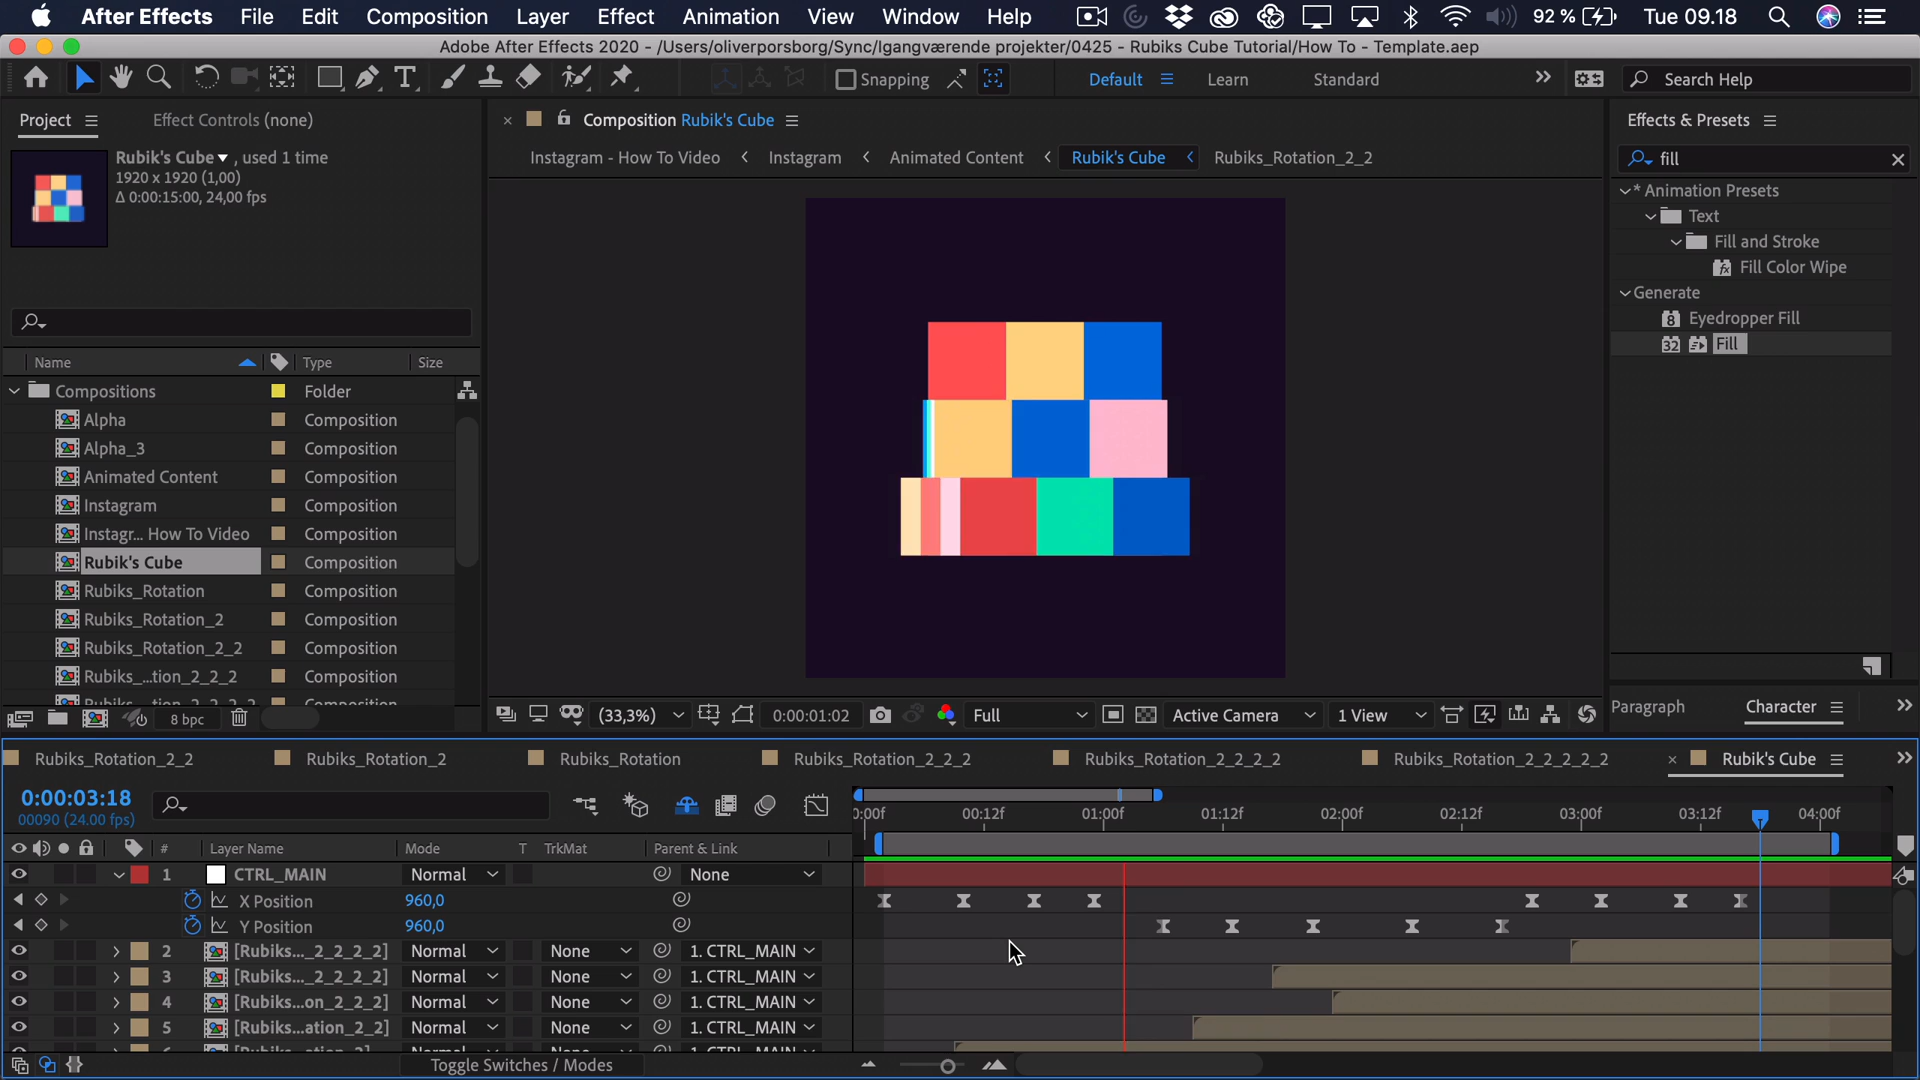 After Effects File Edit Composition Layer Effect Animation View Window Help 92 % Tue 09.18
Adobe After Effects 2020 - /Users/oliverporsborg/Sync/Igangværende projekter/0425 - Rubiks Cube Tutorial/How To - Template.aep
Snapping Default Learn Standard Search Help
Project Effect Controls (none)
Composition Rubik's Cube
Effects & Presets
Rubik's Cube , used 1 time
1920 x 1920 (1,00)
Δ 0:00:15:00, 24,00 fps
Instagram - How To Video Instagram Animated Content Rubik's Cube Rubiks_Rotation_2_2
fill
* Animation Presets
Text
Fill and Stroke
Fill Color Wipe
Generate
Eyedropper Fill
Fill
Name Type Size
Compositions Folder
Alpha Composition
Alpha_3 Composition
Animated Content Composition
Instagram Composition
Instagr... How To Video Composition
Rubik's Cube Composition
Rubiks_Rotation Composition
Rubiks_Rotation_2 Composition
Rubiks_Rotation_2_2 Composition
Rubiks_...tion_2_2_2 Composition
8 bpc
(33,3%) 0:00:01:02 Full Active Camera 1 View
Paragraph Character
Rubiks_Rotation_2_2 Rubiks_Rotation_2 Rubiks_Rotation Rubiks_Rotation_2_2_2 Rubiks_Rotation_2_2_2_2 Rubiks_Rotation_2_2_2_2_2 Rubik's Cube
0:00:03:18
00090 (24.00 fps)
0:00f 00:12f 01:00f 01:12f 02:00f 02:12f 03:00f 03:12f 04:00f
# Layer Name Mode T TrkMat Parent & Link
1 CTRL_MAIN Normal None
X Position 960,0
Y Position 960,0
2 [Rubiks..._2_2_2_2] Normal None 1. CTRL_MAIN
3 [Rubiks..._2_2_2_2] Normal None 1. CTRL_MAIN
4 [Rubiks...on_2_2_2] Normal None 1. CTRL_MAIN
5 [Rubiks...ation_2_2] Normal None 1. CTRL_MAIN
Toggle Switches / Modes